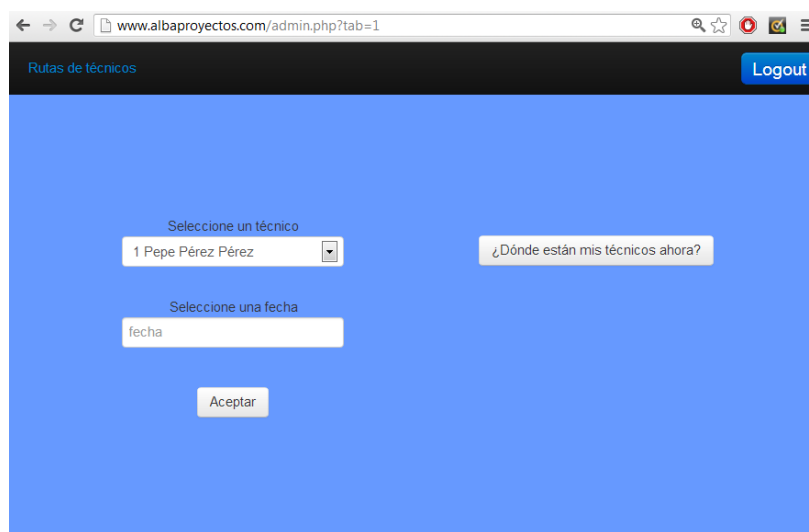 www.albaproyectos.com/admin.php?tab=1
Rutas de técnicos
Logout
Seleccione un técnico
1 Pepe Pérez Pérez
¿Dónde están mis técnicos ahora?
Seleccione una fecha
fecha
Aceptar